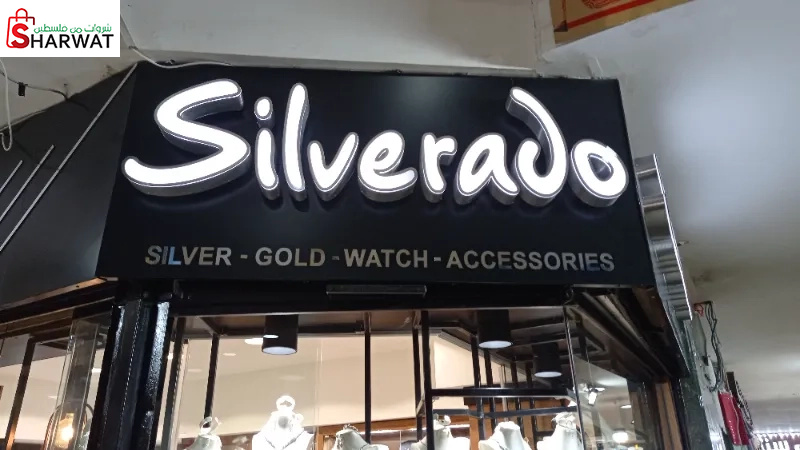 شروات من فلسطين
SHARWAT
Silverado
SILVER - GOLD - WATCH - ACCESSORIES